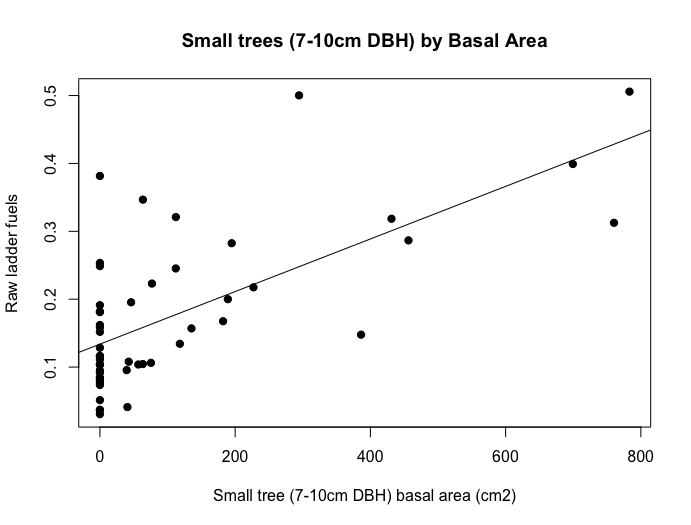 Small trees (7-10cm DBH) by Basal Area
Raw ladder fuels
0.5
0.4
0.3
0.2
0.1
0 200 400 600 800
Small tree (7-10cm DBH) basal area (cm2)